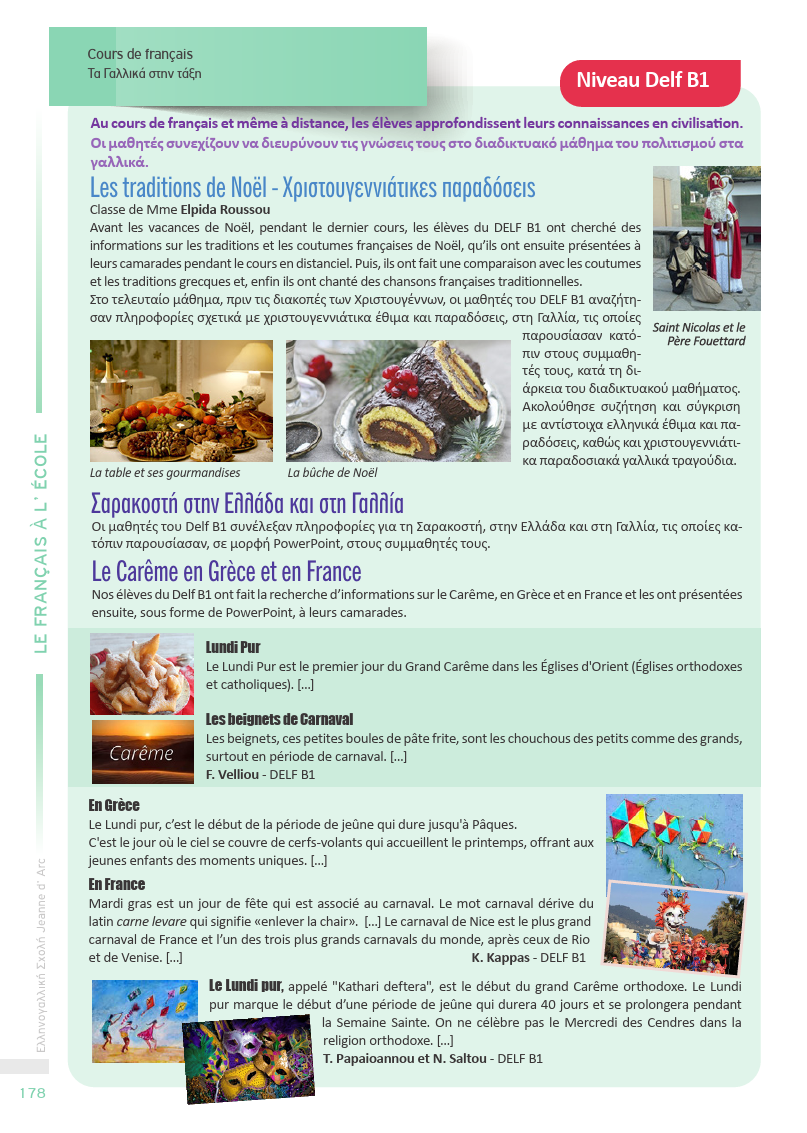 Cours de français
Τα Γαλλικά στην τάξη
Niveau Delf B1
Au cours de français et même à distance, les élèves approfondissent leurs connaissances en civilisation.
Οι μαθητές συνεχίζουν να διευρύνουν τις γνώσεις τους στο διαδικτυακό μάθημα του πολιτισμού στα
γαλλικά.
Les traditions de Noël - Χριστουγεννιάτικες παραδόσεις
Classe de Mme Elpida Roussou
Avant les vacances de Noël, pendant le dernier cours, les élèves du DELF B1 ont cherché des
informations sur les traditions et les coutumes françaises de Noël, qu'ils ont ensuite présentées à
leurs camarades pendant le cours en distanciel. Puis, ils ont fait une comparaison avec les coutumes
et les traditions grecques et, enfin ils ont chanté des chansons françaises traditionnelles.
Στο τελευταίο μάθημα, πριν τις διακοπές των Χριστουγέννων, οι μαθητές του DELF B1 αναζήτη-
σαν πληροφορίες σχετικά με χριστουγεννιάτικα έθιμα και παραδόσεις, στη Γαλλία, τις οποίες
παρουσίασαν κατό-
πιν στους συμμαθη-
τές τους, κατά τη δι-
άρκεια του διαδικτυακού μαθήματος.
Ακολούθησε συζήτηση και σύγκριση
με αντίστοιχα ελληνικά έθιμα και πα-
ραδόσεις, καθώς και χριστουγεννιάτι-
κα παραδοσιακά γαλλικά τραγούδια.
Saint Nicolas et le
Père Fouettard
La table et ses gourmandises
La bûche de Noël
Σαρακοστή στην Ελλάδα και στη Γαλλία
Οι μαθητές του Delf B1 συνέλεξαν πληροφορίες για τη Σαρακοστή, στην Ελλάδα και στη Γαλλία, τις οποίες κα-
τόπιν παρουσίασαν, σε μορφή PowerPoint, στους συμμαθητές τους.
Le Carême en Grèce et en France
Nos élèves du Delf B1 ont fait la recherche d'informations sur le Carême, en Grèce et en France et les ont présentées
ensuite, sous forme de PowerPoint, à leurs camarades.
Lundi Pur
Le Lundi Pur est le premier jour du Grand Carême dans les Églises d'Orient (Églises orthodoxes
et catholiques). [...]
Carême
Les beignets de Carnaval
Les beignets, ces petites boules de pâte frite, sont les chouchous des petits comme des grands,
surtout en période de carnaval. [...]
F. Velliou - DELF B1
En Grèce
Le Lundi pur, c'est le début de la période de jeûne qui dure jusqu'à Pâques.
C'est le jour où le ciel se couvre de cerfs-volants qui accueillent le printemps, offrant aux
jeunes enfants des moments uniques. [...]
En France
Mardi gras est un jour de fête qui est associé au carnaval. Le mot carnaval dérive du
latin carne levare qui signifie «enlever la chair». [...] Le carnaval de Nice est le plus grand
carnaval de France et l'un des trois plus grands carnavals du monde, après ceux de Rio
et de Venise. [...]
K. Kappas - DELF B1
Le Lundi pur, appelé "Kathari deftera", est le début du grand Carême orthodoxe. Le Lundi
pur marque le début d'une période de jeûne qui durera 40 jours et se prolongera pendant
la Semaine Sainte. On ne célèbre pas le Mercredi des Cendres dans la
religion orthodoxe. [...]
T. Papaioannou et N. Saltou - DELF B1
LE FRANÇAIS À L' ÉCOLE
Ελληνογαλλική Σχολή Jeanne d' Arc
178